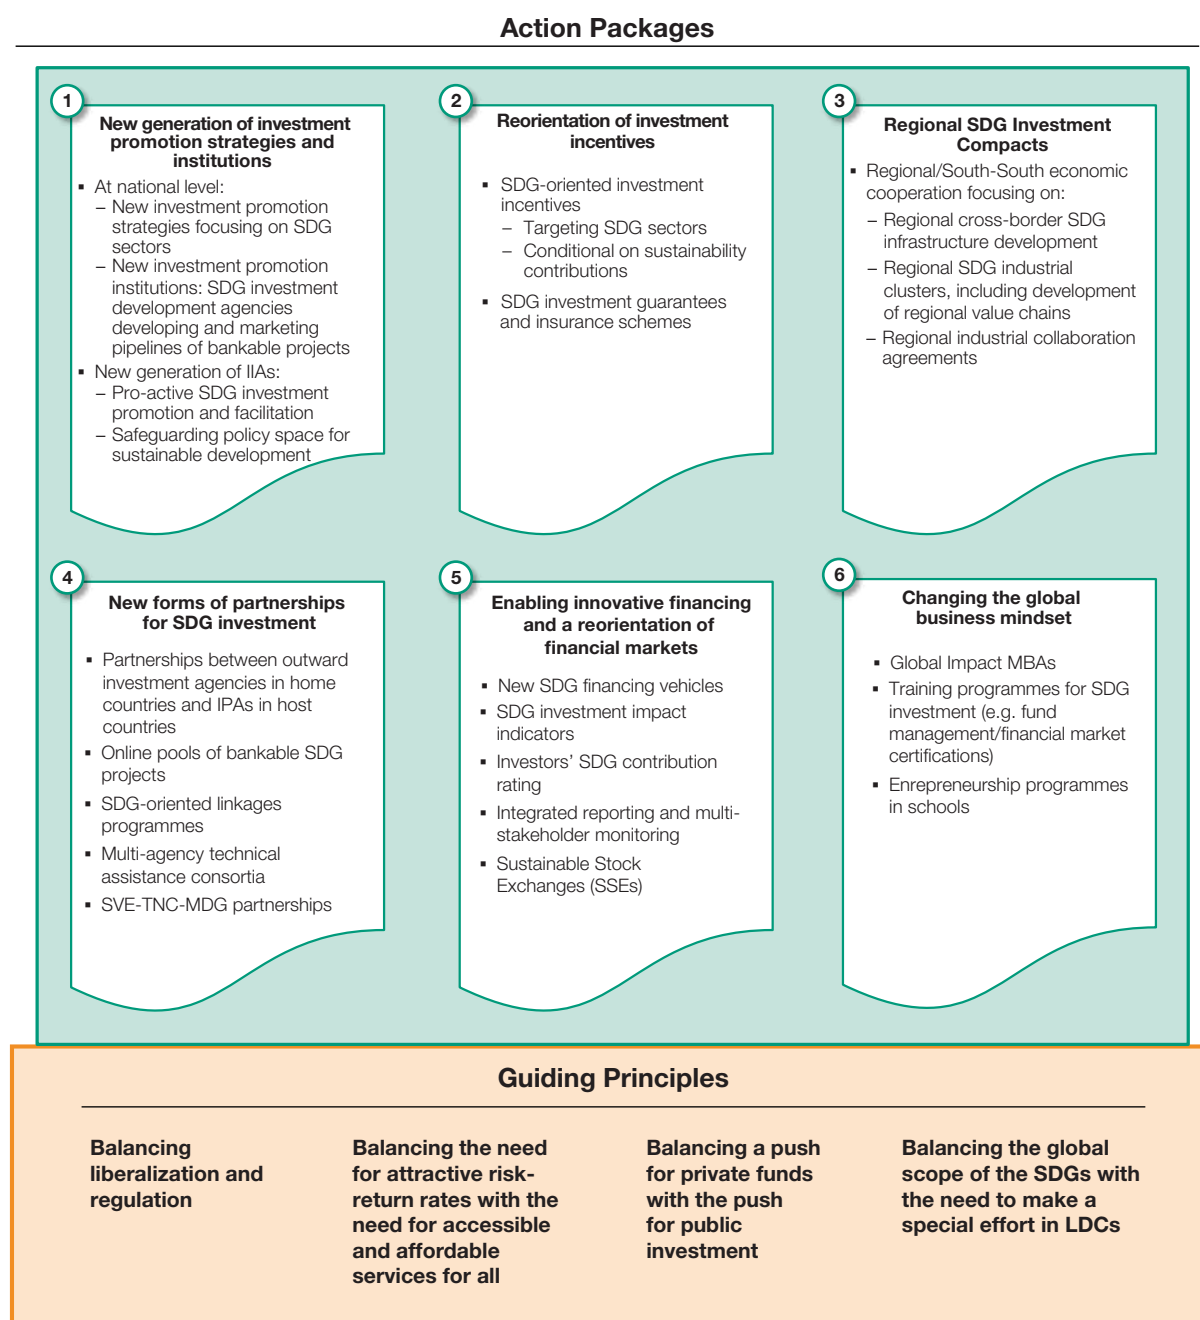 Action Packages
1
New generation of investment
promotion strategies and
institutions
▪ At national level:
– New investment promotion
strategies focusing on SDG
sectors
– New investment promotion
institutions: SDG investment
development agencies
developing and marketing
pipelines of bankable projects
▪ New generation of IIAs:
– Pro-active SDG investment
promotion and facilitation
– Safeguarding policy space for
sustainable development
2
Reorientation of investment
incentives
▪ SDG-oriented investment
incentives
– Targeting SDG sectors
– Conditional on sustainability
contributions
▪ SDG investment guarantees
and insurance schemes
3
Regional SDG Investment
Compacts
▪ Regional/South-South economic
cooperation focusing on:
– Regional cross-border SDG
infrastructure development
– Regional SDG industrial
clusters, including development
of regional value chains
– Regional industrial collaboration
agreements
4
New forms of partnerships
for SDG investment
▪ Partnerships between outward
investment agencies in home
countries and IPAs in host
countries
▪ Online pools of bankable SDG
projects
▪ SDG-oriented linkages
programmes
▪ Multi-agency technical
assistance consortia
▪ SVE-TNC-MDG partnerships
5
Enabling innovative financing
and a reorientation of
financial markets
▪ New SDG financing vehicles
▪ SDG investment impact
indicators
▪ Investors’ SDG contribution
rating
▪ Integrated reporting and multi-
stakeholder monitoring
▪ Sustainable Stock
Exchanges (SSEs)
6
Changing the global
business mindset
▪ Global Impact MBAs
▪ Training programmes for SDG
investment (e.g. fund
management/financial market
certifications)
▪ Enrepreneurship programmes
in schools
Guiding Principles
Balancing
liberalization and
regulation
Balancing the need
for attractive risk-
return rates with the
need for accessible
and affordable
services for all
Balancing a push
for private funds
with the push
for public
investment
Balancing the global
scope of the SDGs with
the need to make a
special effort in LDCs